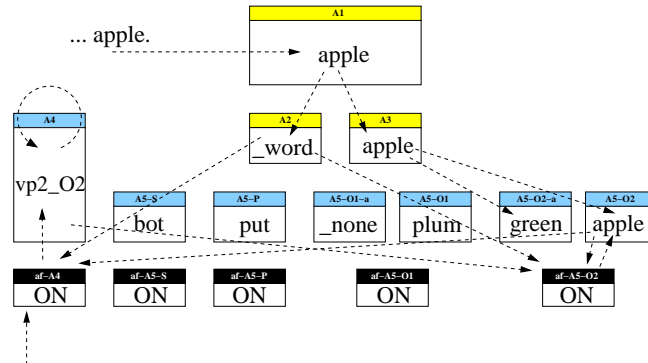 A1
... apple.
apple
A4
A2
A3
_word
apple
vp2_O2
A5-S
A5-P
A5-O1-a
A5-O1
A5-O2-a
A5-O2
bot
put
_none
plum
green
apple
af-A4
af-A5-S
af-A5-P
af-A5-O1
af-A5-O2
ON
ON
ON
ON
ON